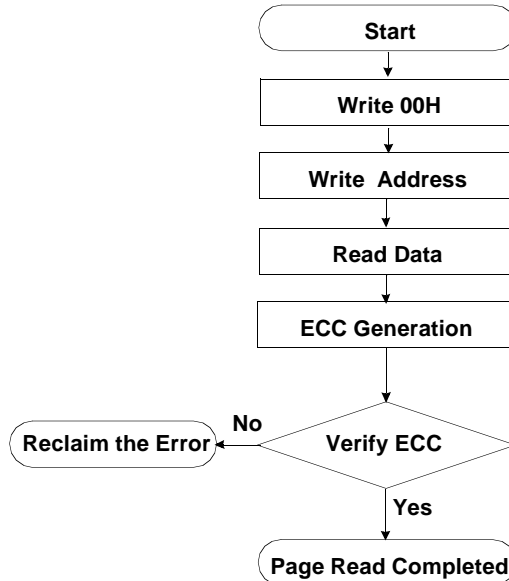 Start
Write 00H
Write Address
Read Data
ECC Generation
No
Reclaim the Error
Verify ECC
Yes
Page Read Completed